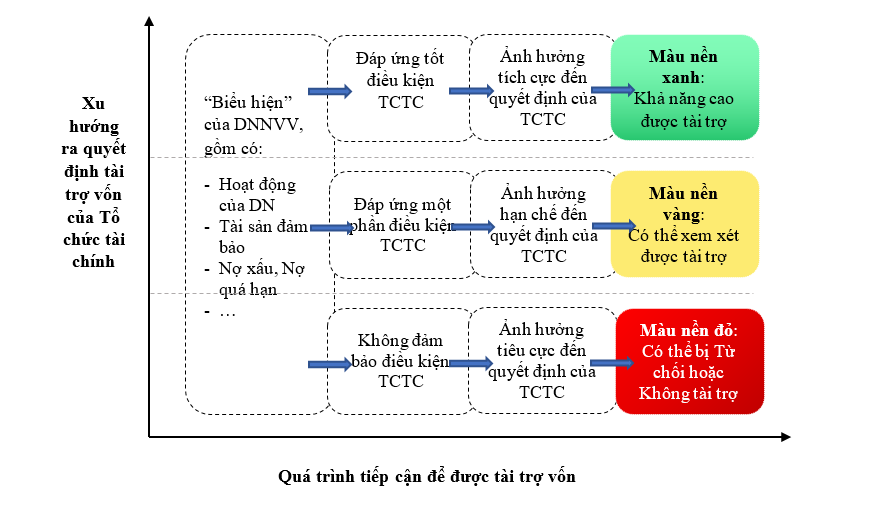 Xu
hướng
ra quyết
định tài
trợ vốn
của Tổ
chức tài
chính
“Biểu hiện”
của DNNVV,
gồm có:
- Hoạt động
của DN
- Tài sản đảm
bảo
- Nợ xấu, Nợ
quá hạn
- …
Đáp ứng tốt
điều kiện
TCTC
Ảnh hưởng
tích cực đến
quyết định của
TCTC
Màu nền
xanh:
Khả năng cao
được tài trợ
Đáp ứng một
phần điều kiện
TCTC
Ảnh hưởng
hạn chế đến
quyết định của
TCTC
Màu nền
vàng:
Có thể xem xét
được tài trợ
Không đảm
bảo điều kiện
TCTC
Ảnh hưởng
tiêu cực đến
quyết định của
TCTC
Màu nền đỏ:
Có thể bị Từ
chối hoặc
Không tài trợ
Quá trình tiếp cận để được tài trợ vốn